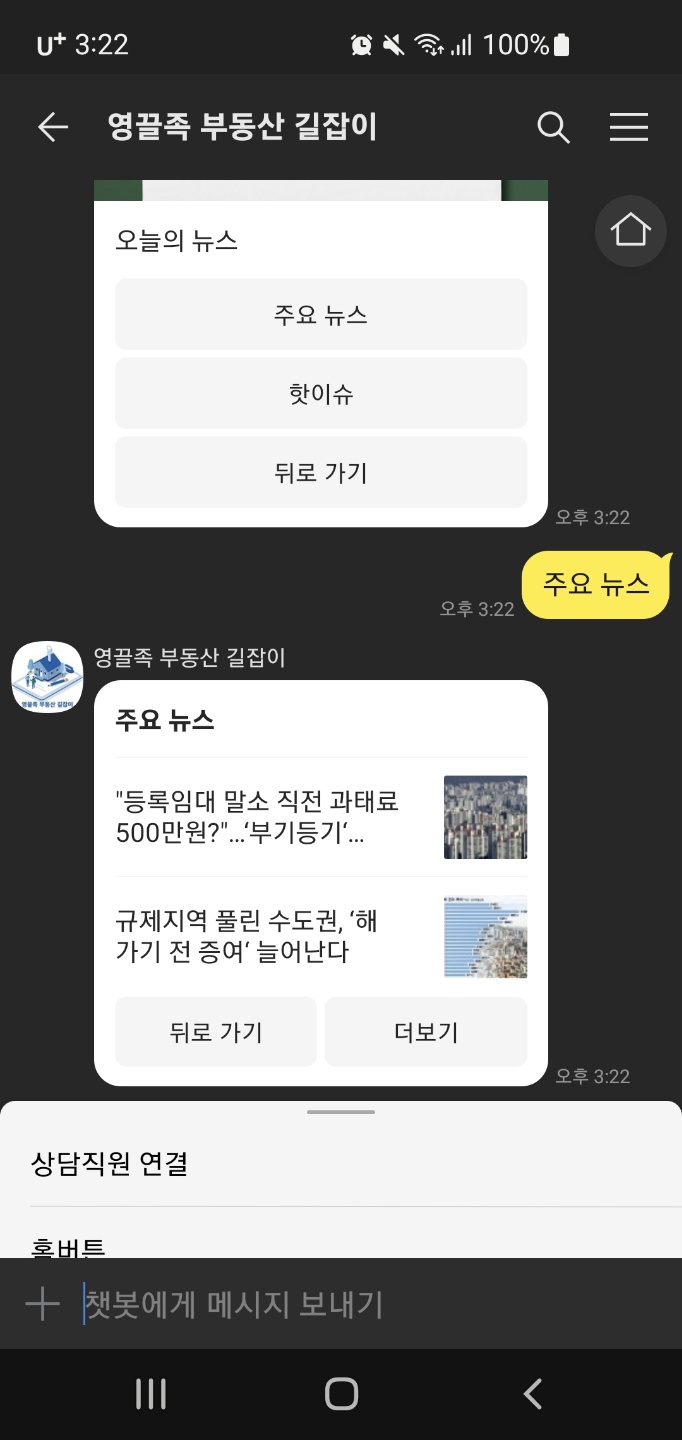 U+ 3:22
100%
영끌족 부동산 길잡이
오늘의 뉴스
주요 뉴스
핫이슈
뒤로 가기
오후 3:22
주요 뉴스
오후 3:22
영끌족 부동산 길잡이
영끌족 부동산 길잡이
주요 뉴스
"등록임대 말소 직전 과태료
500만원?"...‘부기등기‘...
규제지역 풀린 수도권, ‘해
가기 전 증여‘ 늘어난다
뒤로 가기
더보기
오후 3:22
상담직원 연결
홈버튼
챗봇에게 메시지 보내기